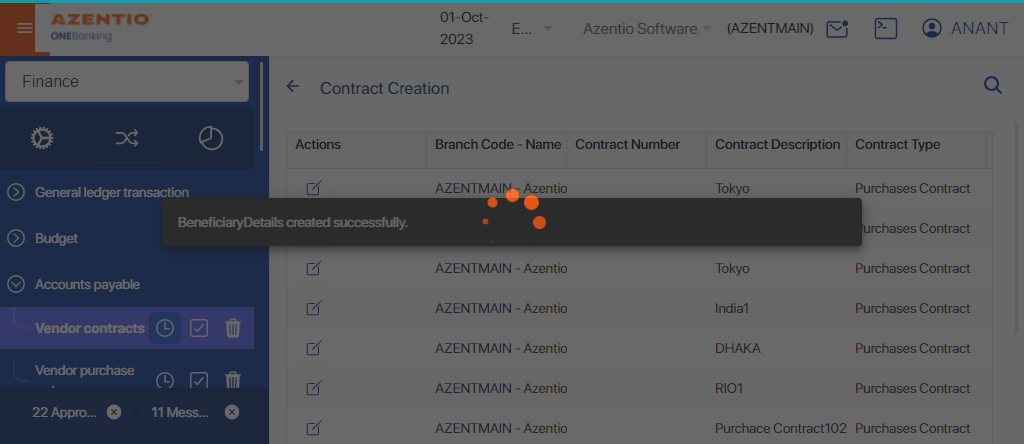 AZENTIO
ONEBanking
01-Oct-2023
E...
Azentio Software
(AZENTMAIN)
ANANT
Finance
Contract Creation
Actions Branch Code - Name Contract Number Contract Description Contract Type
General ledger transaction
Budget
Accounts payable
Vendor contracts
Vendor purchase
22 Appro...
11 Mess...
AZENTMAIN - Azentio Tokyo Purchases Contract
BeneficiaryDetails created successfully.
urchases Contract
AZENTMAIN - Azentio Tokyo Purchases Contract
AZENTMAIN - Azentio India1 Purchases Contract
AZENTMAIN - Azentio DHAKA Purchases Contract
AZENTMAIN - Azentio RIO1 Purchases Contract
AZENTMAIN - Azentio Purchace Contract102 Purchases Contract